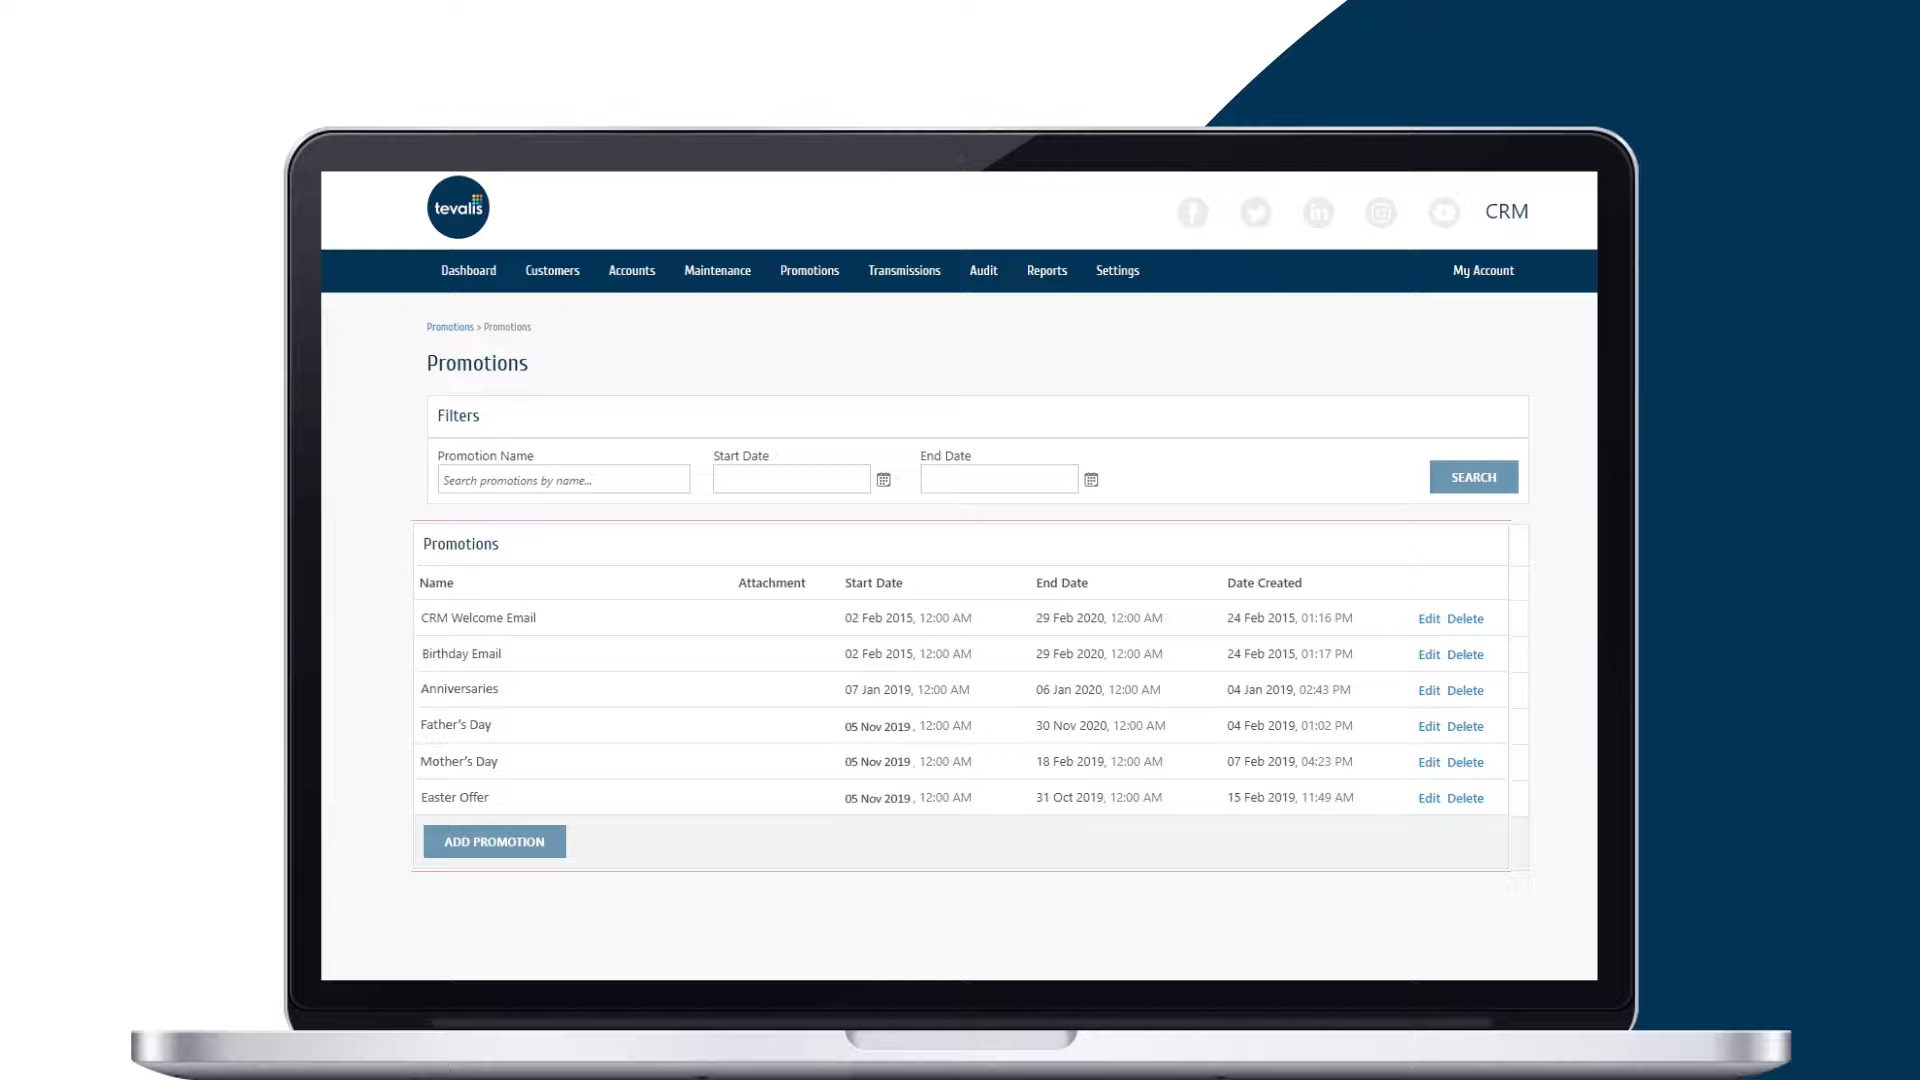 tevalis
CRM
Dashboard Customers Accounts Maintenance Promotions Transmissions Audit Reports Settings My Account
Promotions > Promotions
Promotions
Filters
Promotion Name Start Date End Date
Search promotions by name...
SEARCH
Promotions
Name Attachment Start Date End Date Date Created
CRM Welcome Email 02 Feb 2015, 12:00 AM 29 Feb 2020, 12:00 AM 24 Feb 2015, 01:16 PM Edit Delete
Birthday Email 02 Feb 2015, 12:00 AM 29 Feb 2020, 12:00 AM 24 Feb 2015, 01:17 PM Edit Delete
Anniversaries 07 Jan 2019, 12:00 AM 06 Jan 2020, 12:00 AM 04 Jan 2019, 02:43 PM Edit Delete
Father's Day 05 Nov 2019, 12:00 AM 30 Nov 2020, 12:00 AM 04 Feb 2019, 01:02 PM Edit Delete
Mother's Day 05 Nov 2019, 12:00 AM 18 Feb 2019, 12:00 AM 07 Feb 2019, 04:23 PM Edit Delete
Easter Offer 05 Nov 2019, 12:00 AM 31 Oct 2019, 12:00 AM 15 Feb 2019, 11:49 AM Edit Delete
ADD PROMOTION